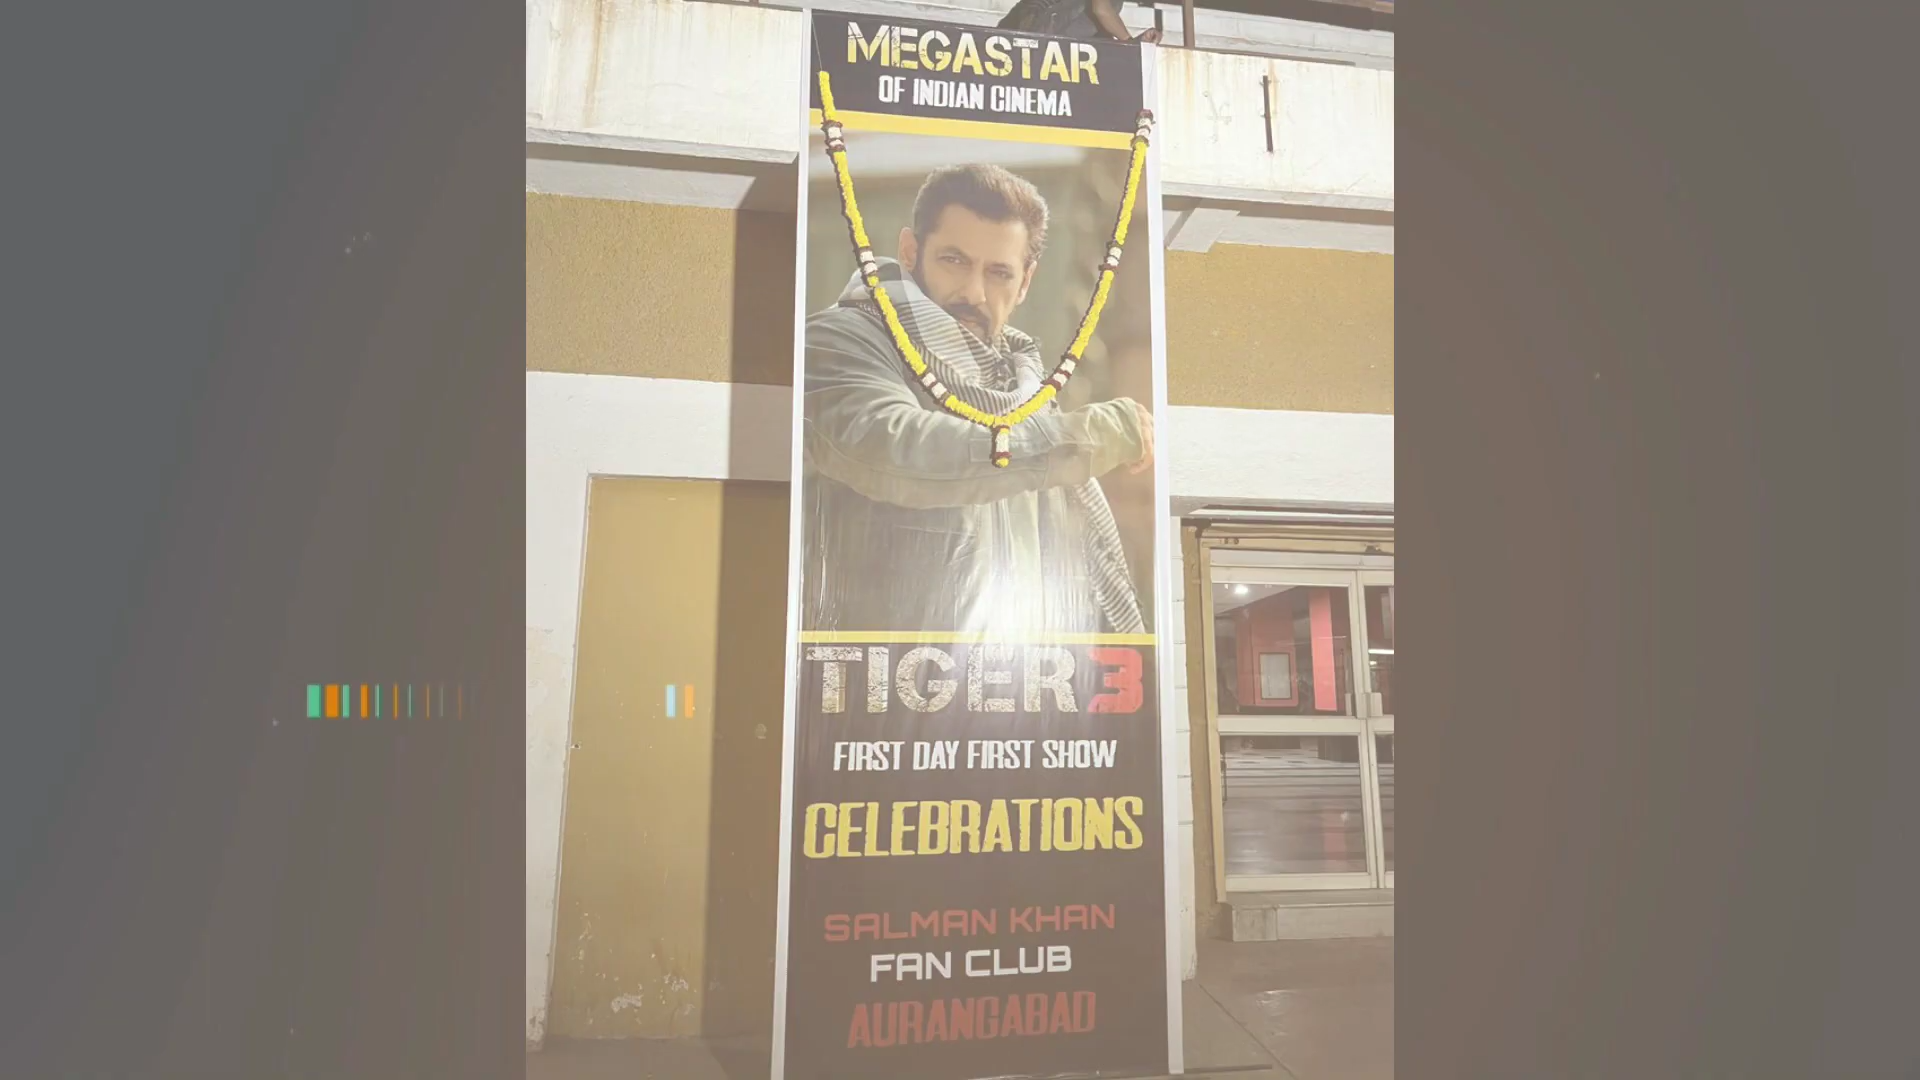 MEGASTAR
OF INDIAN CINEMA
TIGER 3
FIRST DAY FIRST SHOW
CELEBRATIONS
SALMAN KHAN
FAN CLUB
AURANGABAD